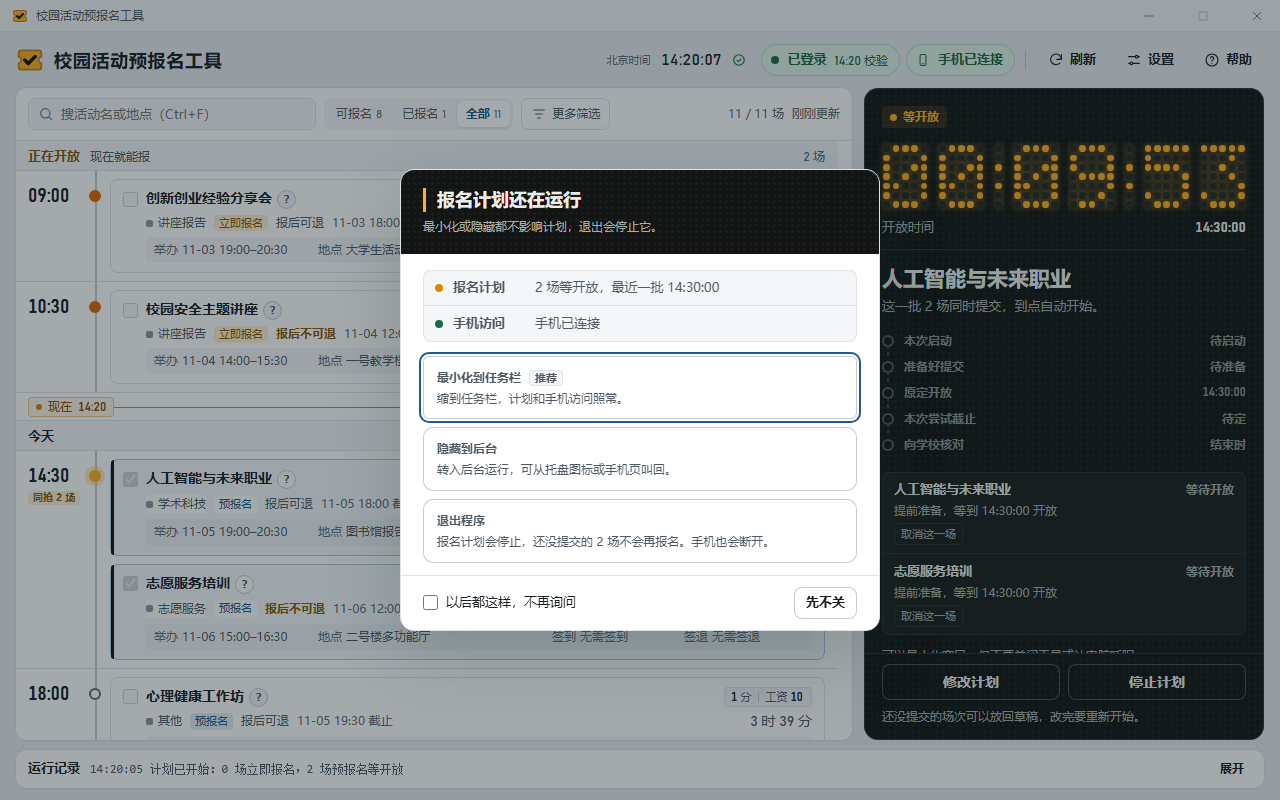 校园活动预报名工具
校园活动预报名工具
北京时间 14:20:07 已登录 14:20 校验 手机已连接 刷新 设置 帮助
搜活动名或地点（Ctrl+F） 可报名 8 已报名 1 全部 11 更多筛选 11 / 11 场 刚刚更新
正在开放 现在就能报 2 场
09:00 创新创业经验分享会 ?
讲座报告 立即报名 报后可退 11-03 18:00
举办 11-03 19:00–20:30 地点 大学生活动
10:30 校园安全主题讲座 ?
讲座报告 立即报名 报后不可退 11-04 12:0
举办 11-04 14:00–15:30 地点 一号教学楼
现在 14:20
今天
14:30 人工智能与未来职业 ?
同抢 2 场
学术科技 预报名 报后可退 11-05 18:00 截
举办 11-05 19:00–20:30 地点 图书馆报告
志愿服务培训 ?
志愿服务 预报名 报后不可退 11-06 12:00
举办 11-06 15:00–16:30 地点 二号楼多功能厅 签到 无需签到 签退 无需签退
18:00 心理健康工作坊 ? 1 分 工资 10
其他 预报名 报后可退 11-05 19:30 截止 3 时 39 分
报名计划还在运行
最小化或隐藏都不影响计划，退出会停止它。
报名计划 2 场等开放，最近一批 14:30:00
手机访问 手机已连接
最小化到任务栏 推荐
缩到任务栏，计划和手机访问照常。
隐藏到后台
转入后台运行，可从托盘图标或手机页叫回。
退出程序
报名计划会停止，还没提交的 2 场不会再报名。手机也会断开。
以后都这样，不再询问 先不关
等开放
00:09:53
开放时间 14:30:00
人工智能与未来职业
这一批 2 场同时提交，到点自动开始。
本次启动 待启动
准备好提交 待准备
原定开放 14:30:00
本次尝试截止 待定
向学校核对 结束时
人工智能与未来职业 等待开放
提前准备，等到 14:30:00 开放
取消这一场
志愿服务培训 等待开放
提前准备，等到 14:30:00 开放
取消这一场
修改计划 停止计划
还没提交的场次可以放回草稿，改完要重新开始。
运行记录 14:20:05 计划已开始：0 场立即报名，2 场预报名等开放 展开